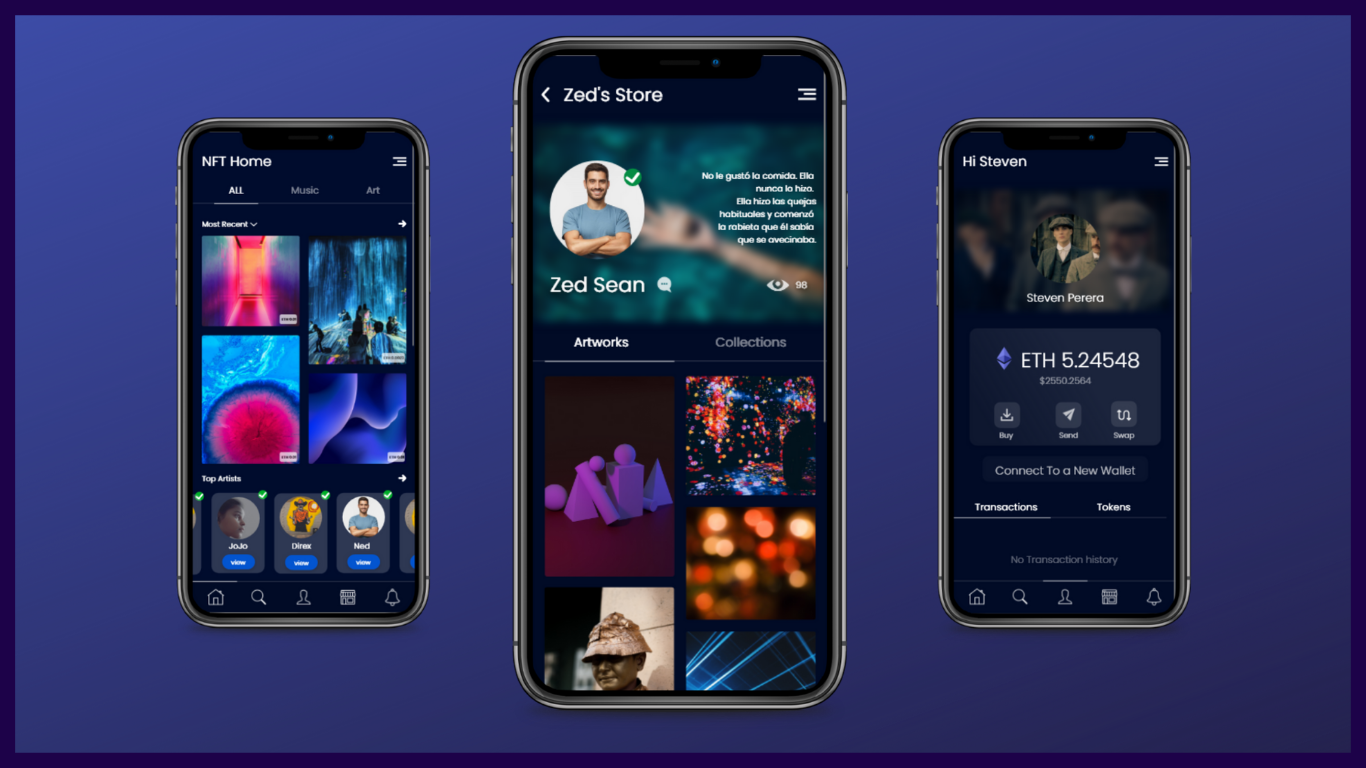 NFT Home
ALL Music Art
Most Recent
Top Artists
JoJo Direx Ned
view view view
Zed's Store
No le gustó la comida. Ella
nunca la hizo.
Ella hizo las quejas
habituales y comenzó
la rabieta que él sabía
que se avecinaba.
Zed Sean
98
Artworks Collections
Hi Steven
Steven Perera
ETH 5.24548
$2550.2564
Buy Send Swap
Connect To a New Wallet
Transactions Tokens
No Transaction history